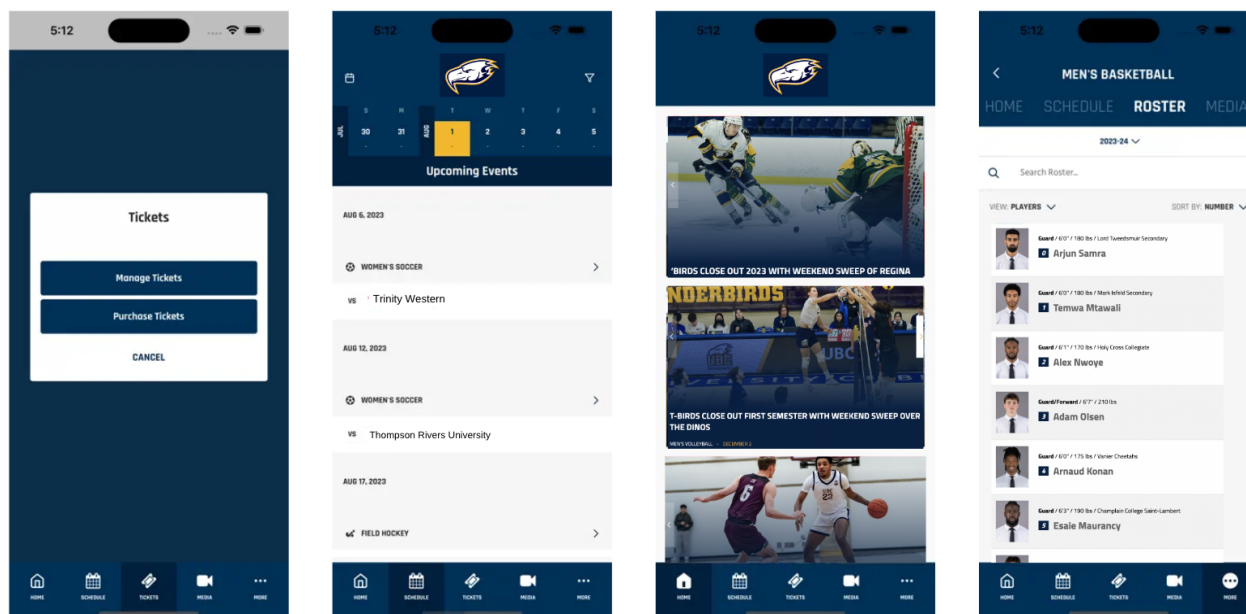 5:12
Tickets
Manage Tickets
Purchase Tickets
CANCEL
HOME SCHEDULE TICKETS MEDIA MORE
5:12
S M T W T F S
JUL 30 31 AUG 1 2 3 4 5
Upcoming Events
AUG 6, 2023
WOMEN'S SOCCER
VS Trinity Western
AUG 12, 2023
WOMEN'S SOCCER
VS Thompson Rivers University
AUG 17, 2023
FIELD HOCKEY
HOME SCHEDULE TICKETS MEDIA MORE
5:12
'BIRDS CLOSE OUT 2023 WITH WEEKEND SWEEP OF REGINA
NDERBIRDS
UBC
T-BIRDS CLOSE OUT FIRST SEMESTER WITH WEEKEND SWEEP OVER
THE DINOS
MEN'S VOLLEYBALL - DECEMBER 2
6
23
HOME SCHEDULE TICKETS MEDIA MORE
5:12
MEN'S BASKETBALL
HOME SCHEDULE ROSTER MEDIA
2023-24
Search Roster...
VIEW: PLAYERS SORT BY: NUMBER
Guard / 6'0" / 180 lbs / Lord Tweedsmuir Secondary
0 Arjun Samra
Guard / 6'0" / 180 lbs / Mark Isfeld Secondary
1 Temwa Mtawali
Guard / 6'1" / 170 lbs / Holy Cross Collegiate
2 Alex Nwoye
Guard/Forward / 6'7" / 210 lbs
3 Adam Olsen
Guard / 6'0" / 175 lbs / Vanier Cheetahs
4 Arnaud Konan
Guard / 6'3" / 190 lbs / Champlain College Saint-Lambert
5 Esaie Maurancy
HOME SCHEDULE TICKETS MEDIA MORE